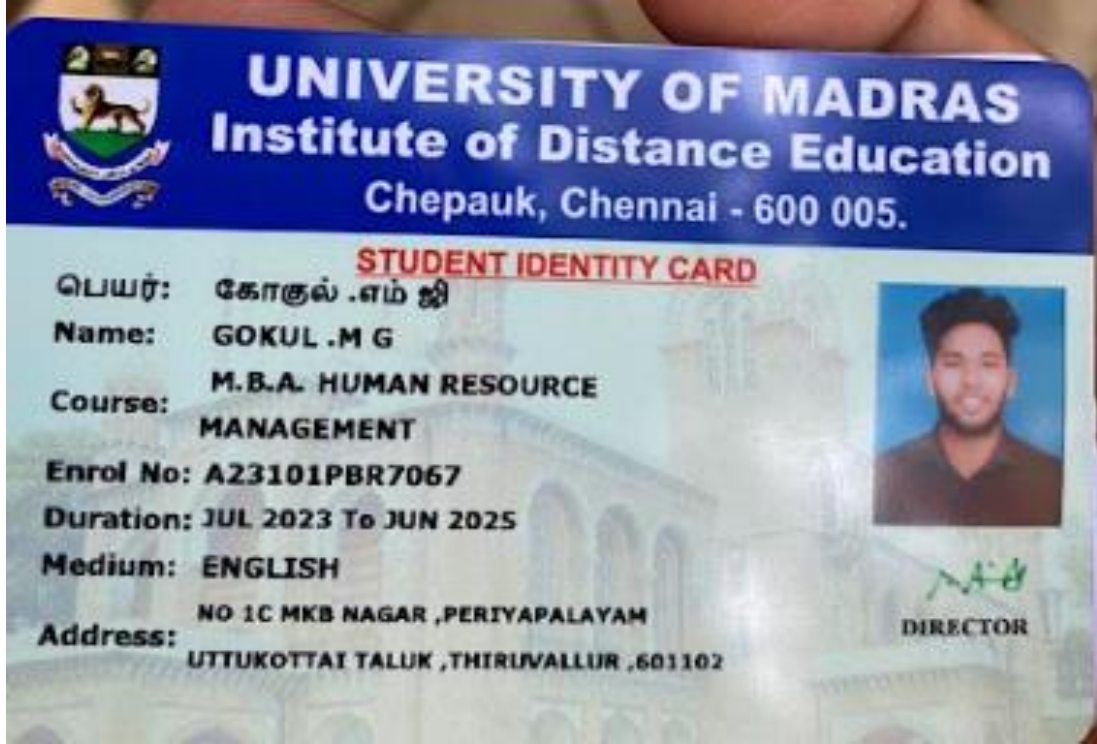 UNIVERSITY OF MADRAS
Institute of Distance Education
Chepauk, Chennai - 600 005.
STUDENT IDENTITY CARD
பெயர்: கோகுல் .எம் ஜி
Name: GOKUL .M G
Course: M.B.A. HUMAN RESOURCE
MANAGEMENT
Enrol No: A23101PBR7067
Duration: JUL 2023 To JUN 2025
Medium: ENGLISH
Address: NO 1C MKB NAGAR ,PERIYAPALAYAM
UTTUKOTTAI TALUK ,THIRUVALLUR ,601102
DIRECTOR